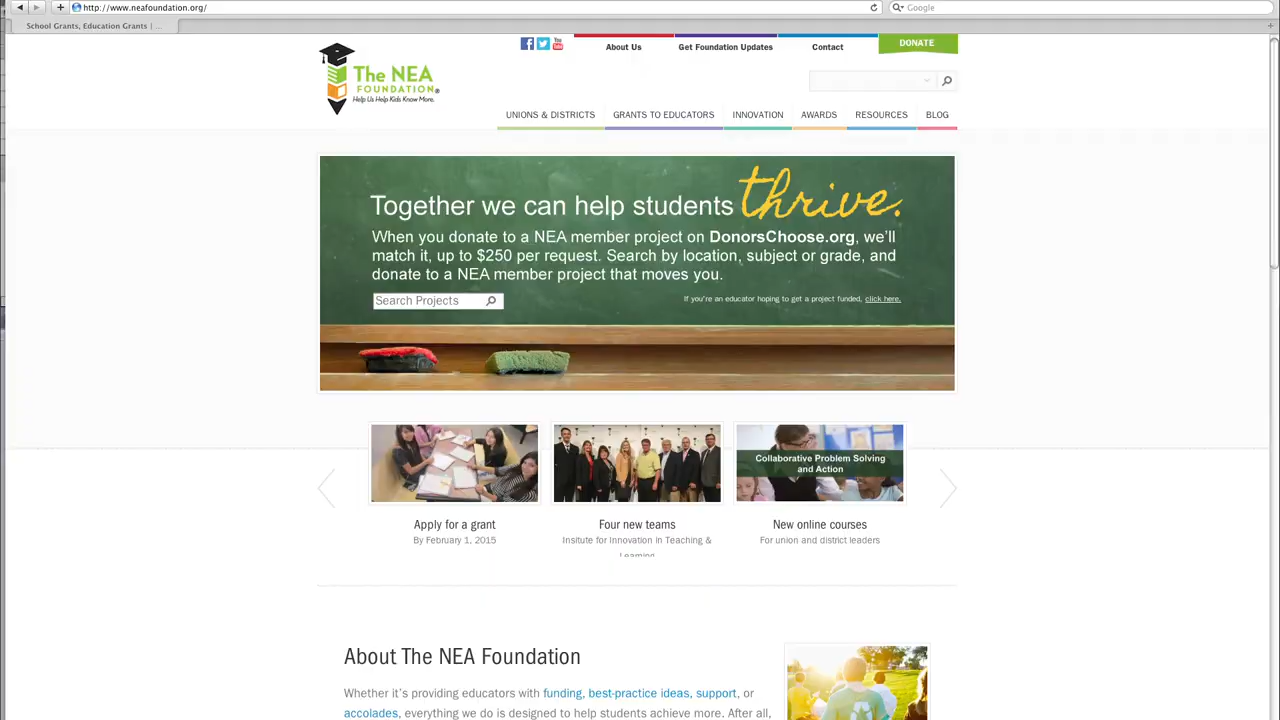 http://www.neafoundation.org/
Google
School Grants, Education Grants | ...
You
Tube
About Us
Get Foundation Updates
Contact
DONATE
The NEA
FOUNDATION®
Help Us Help Kids Know More.
UNIONS & DISTRICTS
GRANTS TO EDUCATORS
INNOVATION
AWARDS
RESOURCES
BLOG
Together we can help students thrive.
When you donate to a NEA member project on DonorsChoose.org, we'll
match it, up to $250 per request. Search by location, subject or grade, and
donate to a NEA member project that moves you.
Search Projects
If you're an educator hoping to get a project funded, click here.
Collaborative Problem Solving
and Action
Apply for a grant
By February 1, 2015
Four new teams
Insitute for Innovation in Teaching &
Learning
New online courses
For union and district leaders
About The NEA Foundation
Whether it's providing educators with funding, best-practice ideas, support, or
accolades, everything we do is designed to help students achieve more. After all,